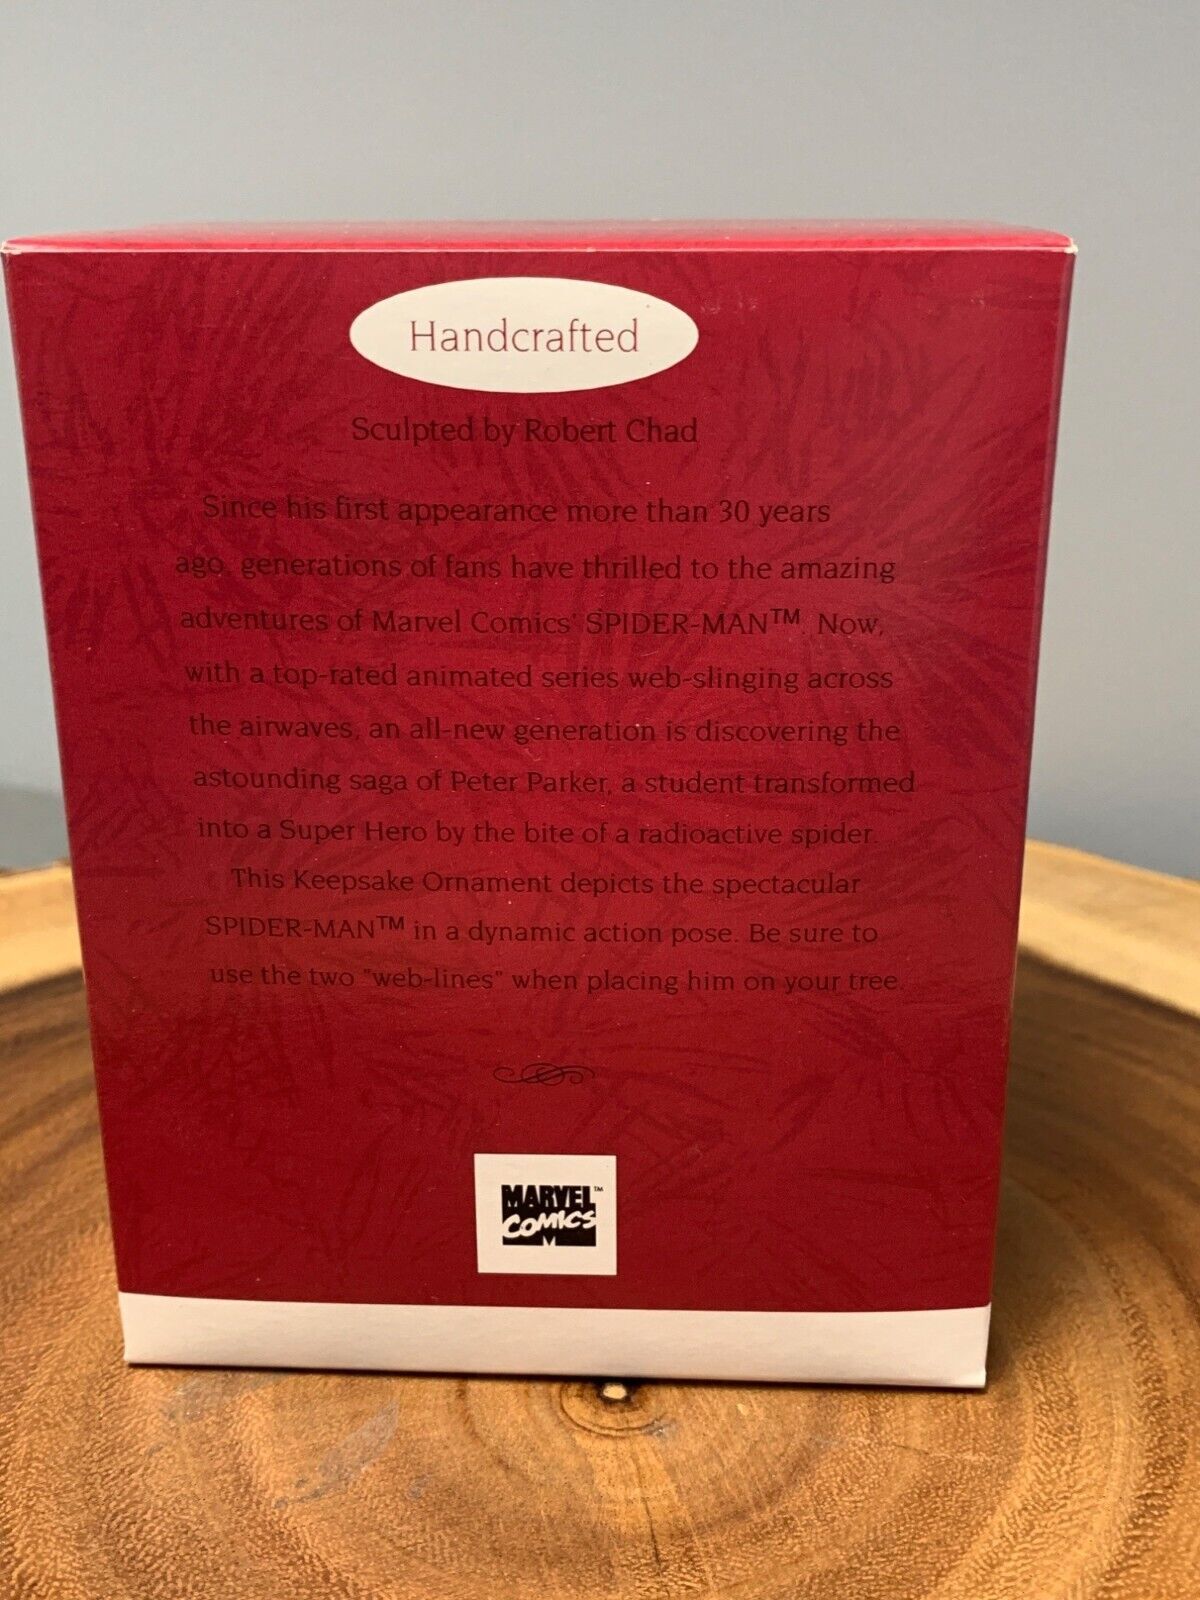 Handcrafted
Sculpted by Robert Chad
Since his first appearance more than 30 years
ago, generations of fans have thrilled to the amazing
adventures of Marvel Comics' SPIDER-MAN™. Now,
with a top-rated animated series web-slinging across
the airwaves, an all-new generation is discovering the
astounding saga of Peter Parker, a student transformed
into a Super Hero by the bite of a radioactive spider.
This Keepsake Ornament depicts the spectacular
SPIDER-MAN™ in a dynamic action pose. Be sure to
use the two "web-lines" when placing him on your tree.
MARVEL™
COMICS
M